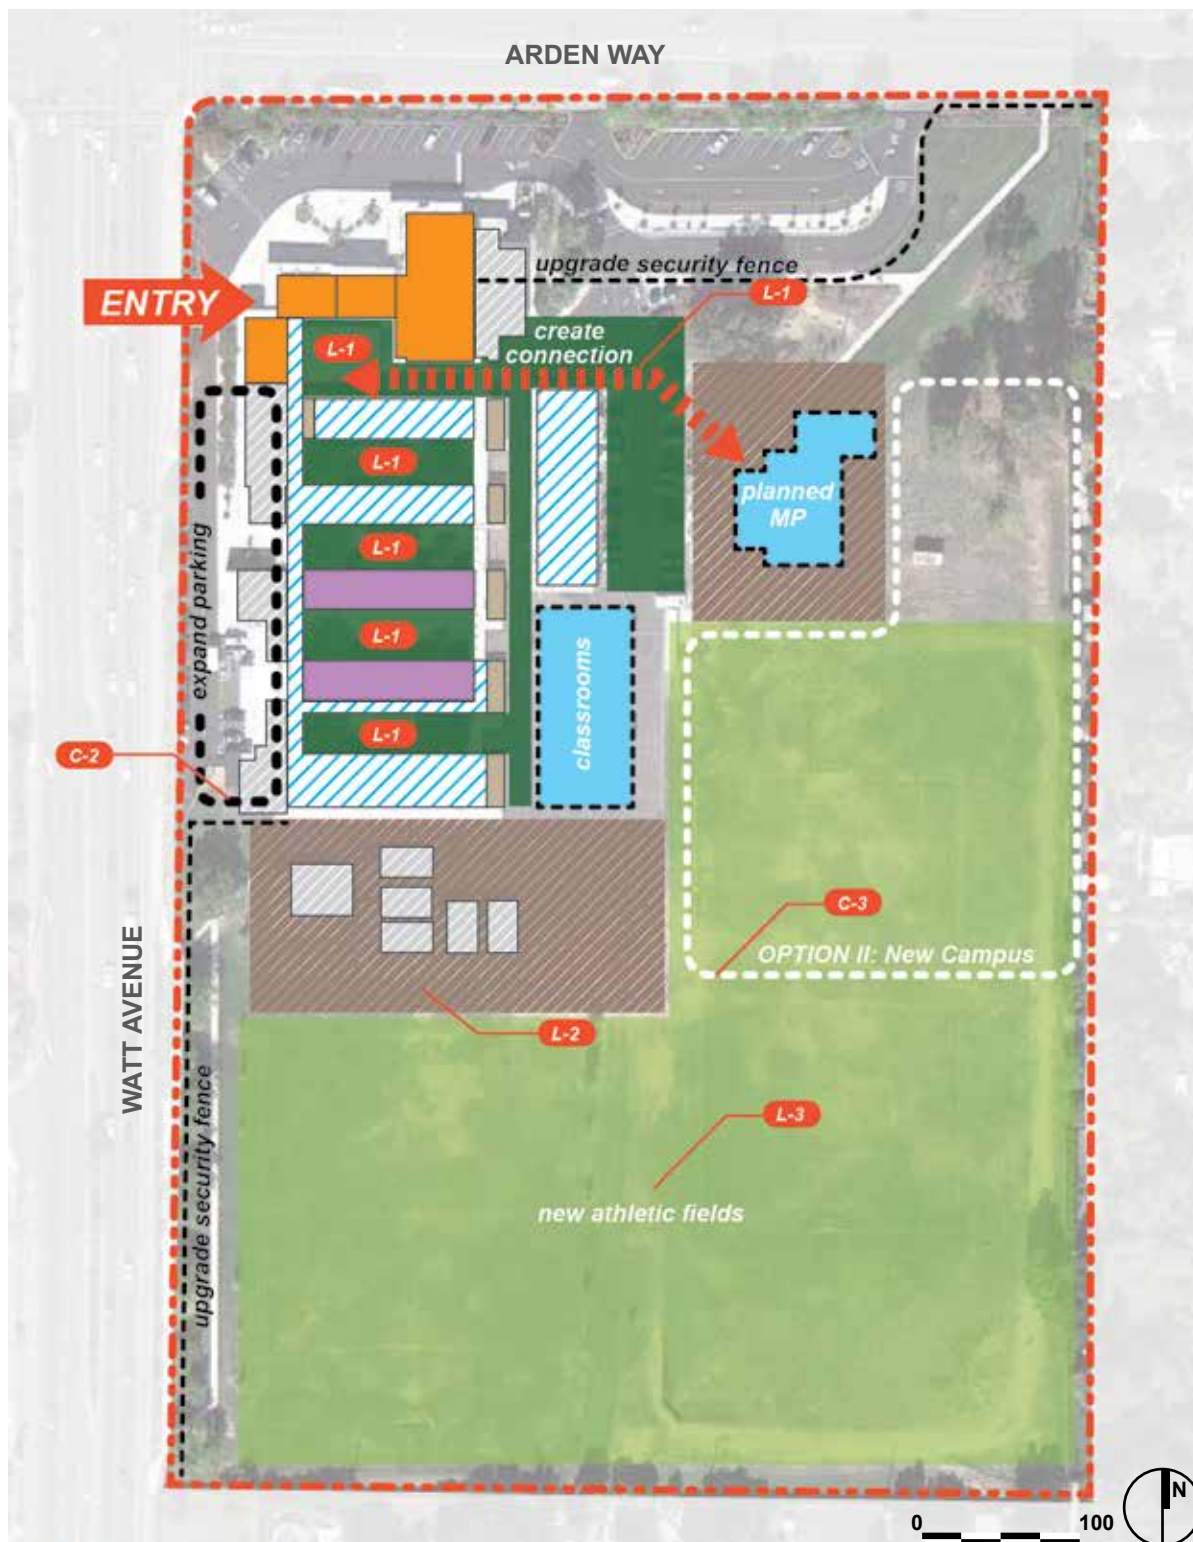 ARDEN WAY
upgrade security fence
L-1
ENTRY
create
connection
L-1
L-1
planned
MP
expand parking
L-1
L-1
classrooms
L-1
C-2
C-3
OPTION II: New Campus
WATT AVENUE
L-2
upgrade security fence
L-3
new athletic fields
0
100
N